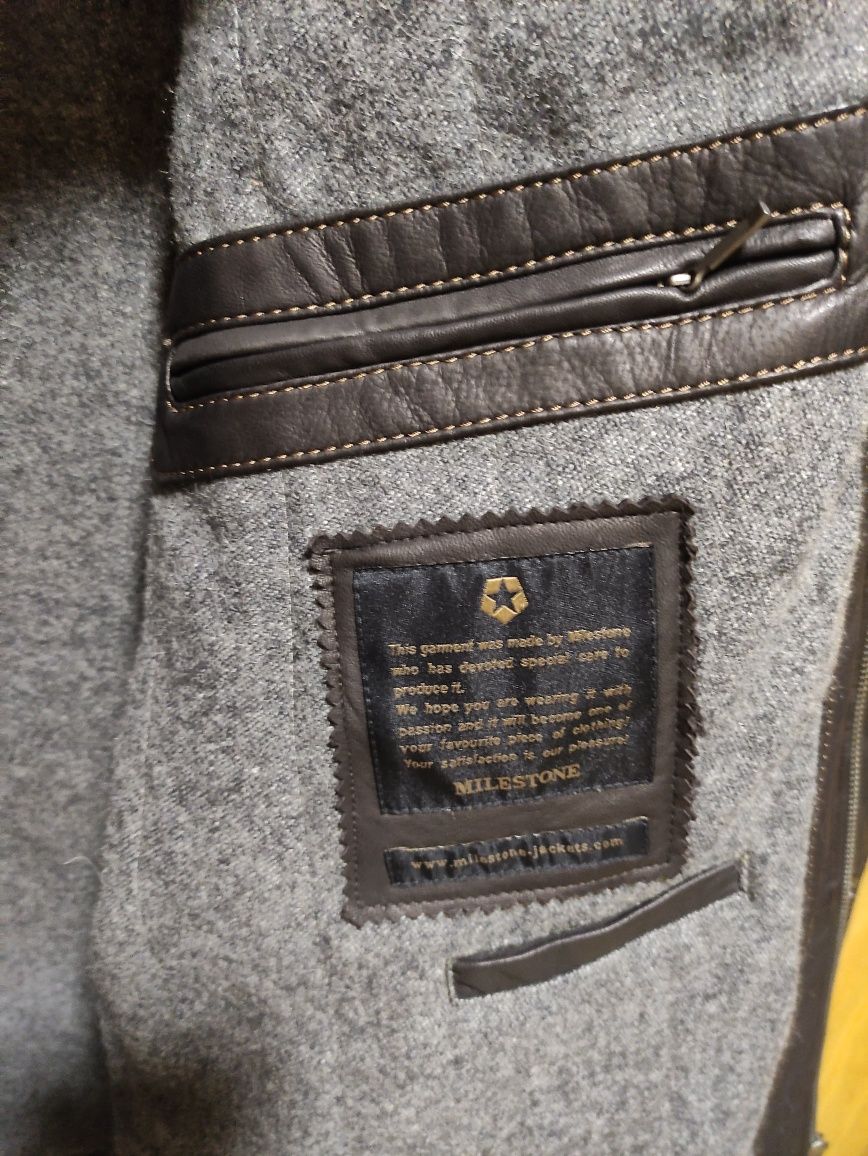 This garment was made by Milestone
who has devoted special care to
produce it.
We hope you are wearing it with
passion and it will become one of
your favourite piece of clothing!
Your satisfaction is our pleasure!
MILESTONE
www.milestone.jackets.com